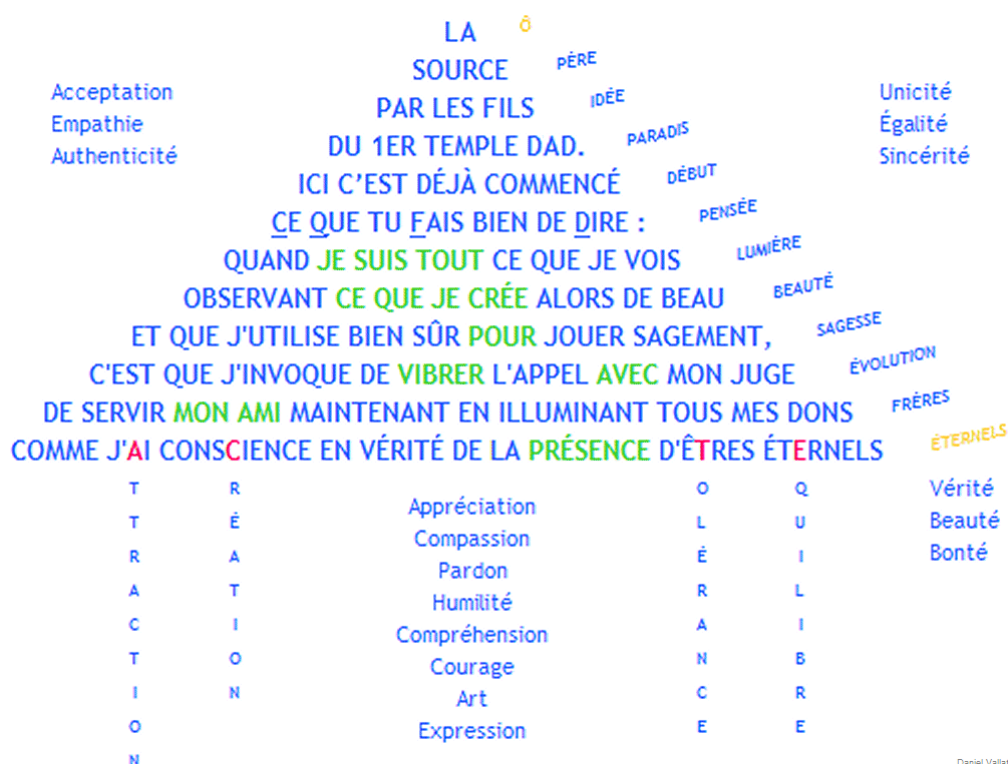 LA
SOURCE
PAR LES FILS
DU 1ER TEMPLE DAD.
ICI C'EST DÉJÀ COMMENCÉ
CE QUE TU FAIS BIEN DE DIRE :
QUAND JE SUIS TOUT CE QUE JE VOIS
OBSERVANT CE QUE JE CRÉE ALORS DE BEAU
ET QUE J'UTILISE BIEN SÛR POUR JOUER SAGEMENT,
C'EST QUE J'INVOQUE DE VIBRER L'APPEL AVEC MON JUGE
DE SERVIR MON AMI MAINTENANT EN ILLUMINANT TOUS MES DONS
COMME J'AI CONSCIENCE EN VÉRITÉ DE LA PRÉSENCE D'ÊTRES ÉTERNELS
Ô
PÈRE
IDÉE
PARADIS
DÉBUT
PENSÉE
LUMIÈRE
BEAUTÉ
SAGESSE
ÉVOLUTION
FRÈRES
ÉTERNELS
Acceptation
Empathie
Authenticité
Unicité
Égalité
Sincérité
TTRACTION
RÉATION
Appréciation
Compassion
Pardon
Humilité
Compréhension
Courage
Art
Expression
OLÉRANCE
QUILIBRE
Vérité
Beauté
Bonté
Daniel